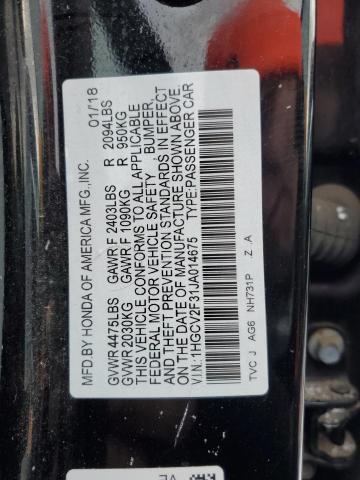 MFD.BY HONDA OF AMERICA MFG.,INC. 01/18
GVWR 4475LBS GAWR F 2403LBS R 2094LBS
GVWR 2030KG GAWR F 1090KG R 950KG
THIS VEHICLE CONFORMS TO ALL APPLICABLE
FEDERAL MOTOR VEHICLE SAFETY, BUMPER,
AND THEFT PREVENTION STANDARDS IN EFFECT
ON THE DATE OF MANUFACTURE SHOWN ABOVE.
V.I.N.:1HGCV2F31JA014675 TYPE:PASSENGER CAR
TVC J AG6 NH731P Z A